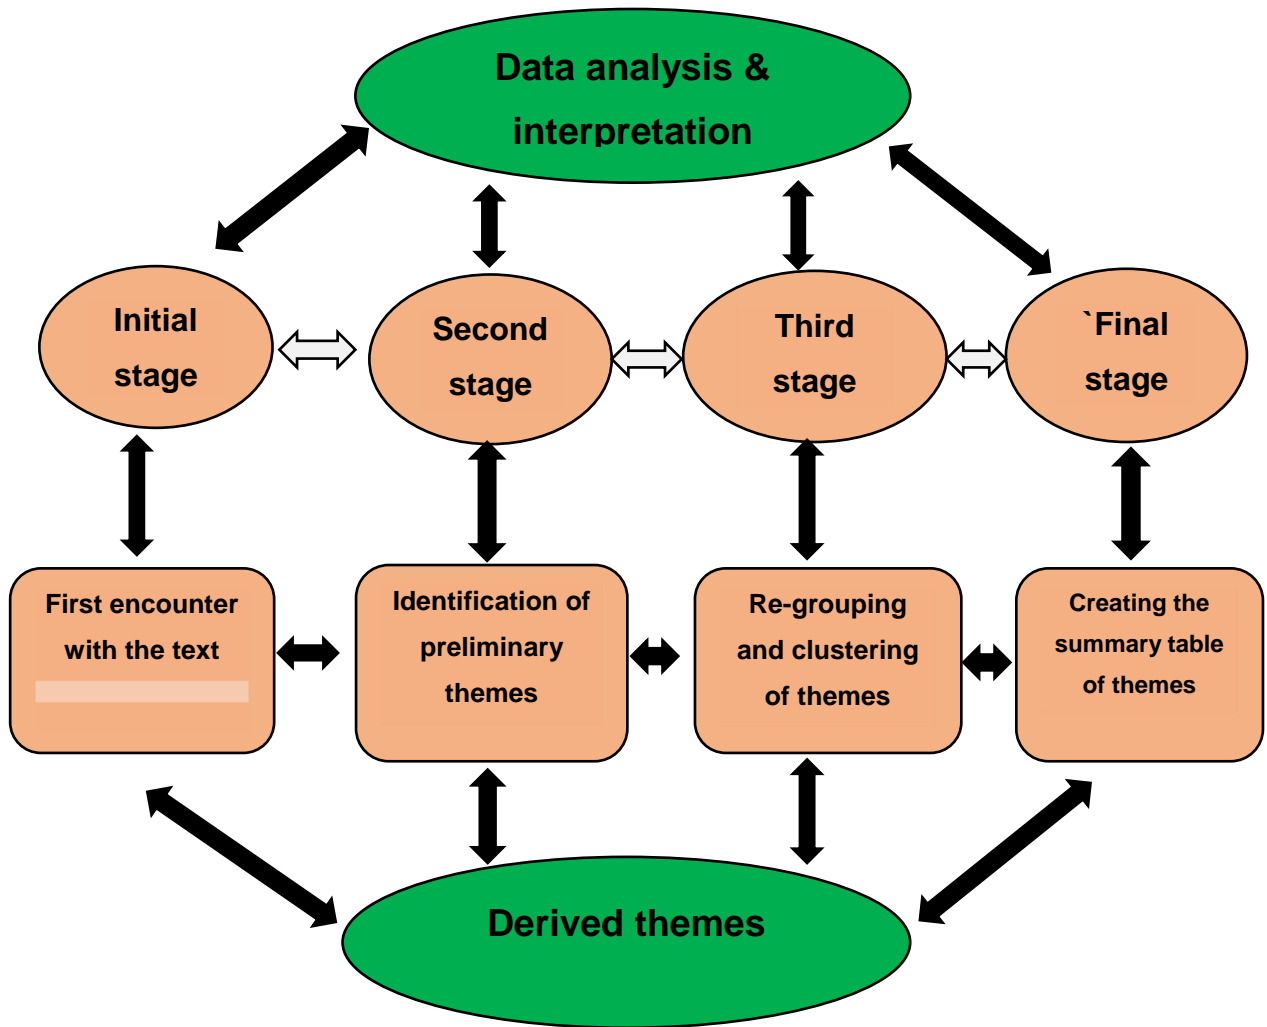 Data analysis &
interpretation
Initial
stage
Second
stage
Third
stage
`Final
stage
First encounter
with the text
Identification of
preliminary
themes
Re-grouping
and clustering
of themes
Creating the
summary table
of themes
Derived themes